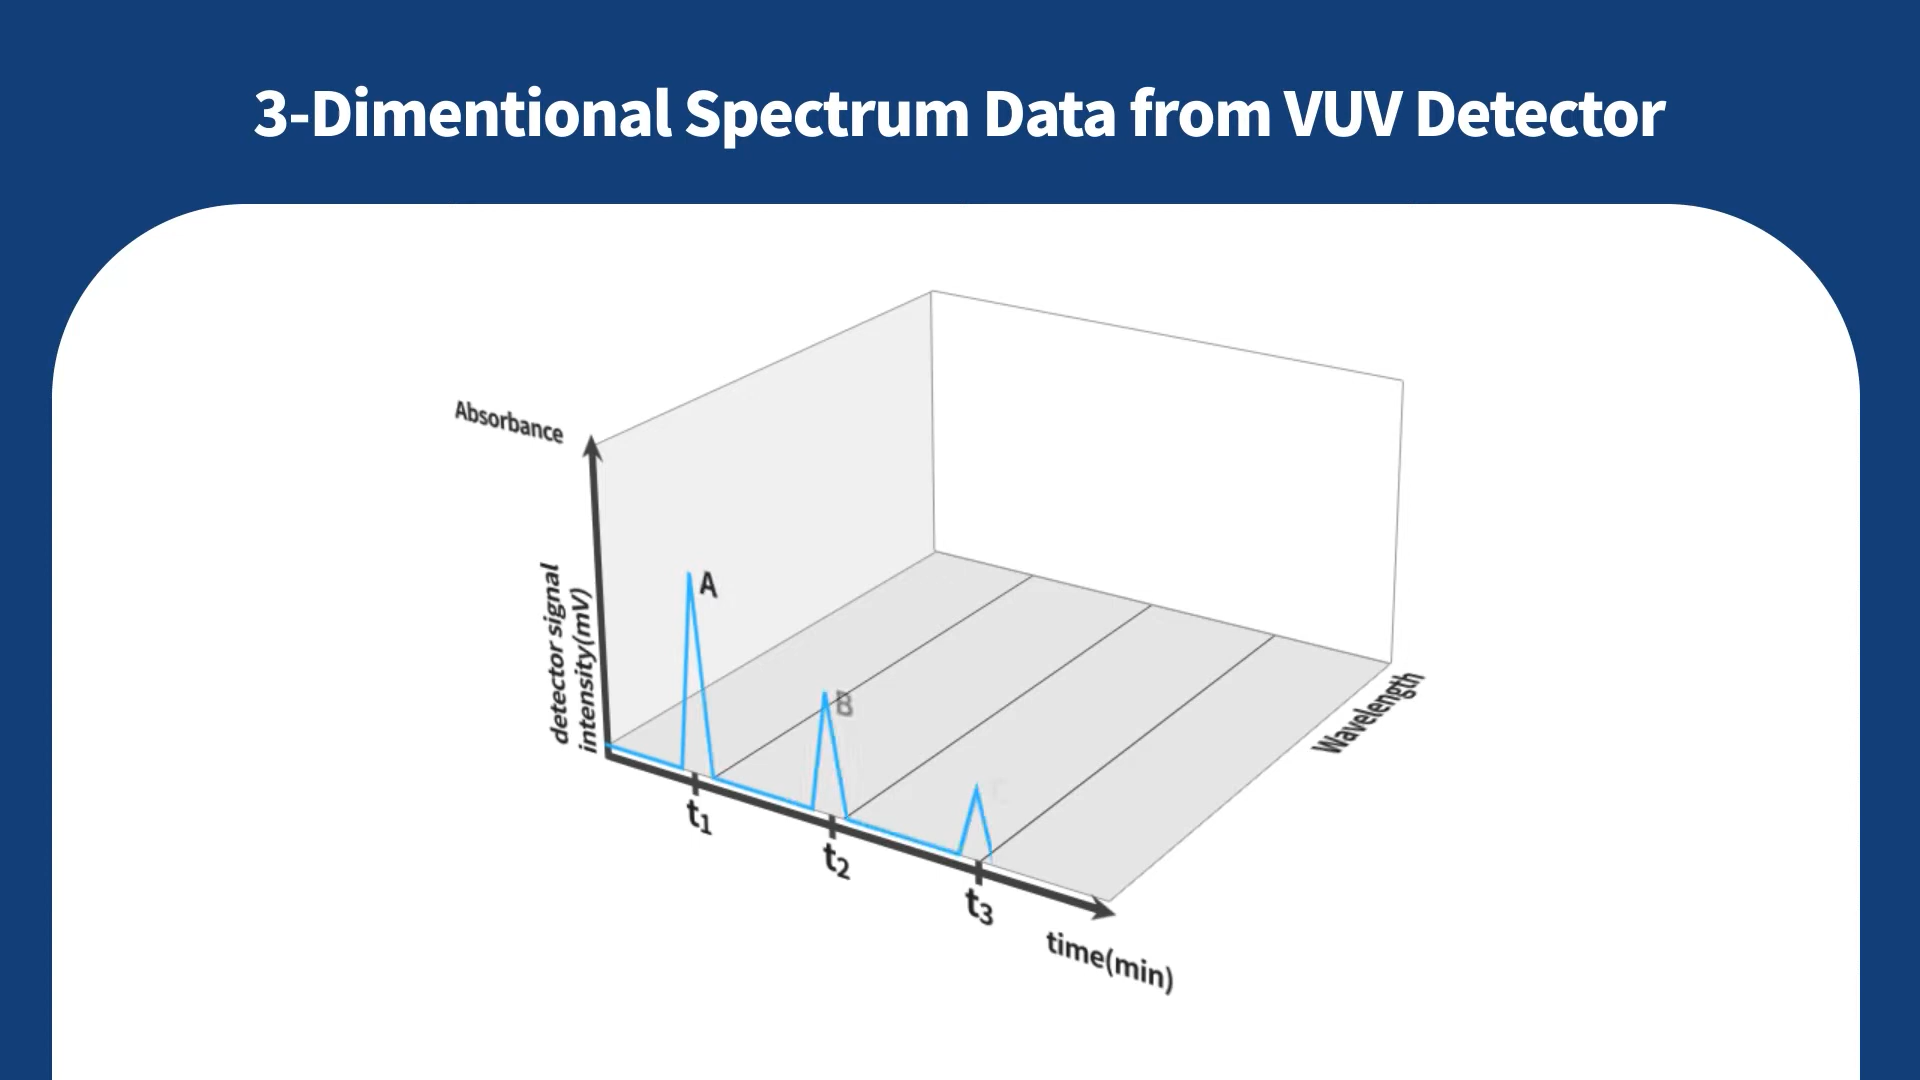 3-Dimentional Spectrum Data from VUV Detector
Absorbance
detector signal
intensity(mV)
A
B
t1
t2
t3
time(min)
Wavelength